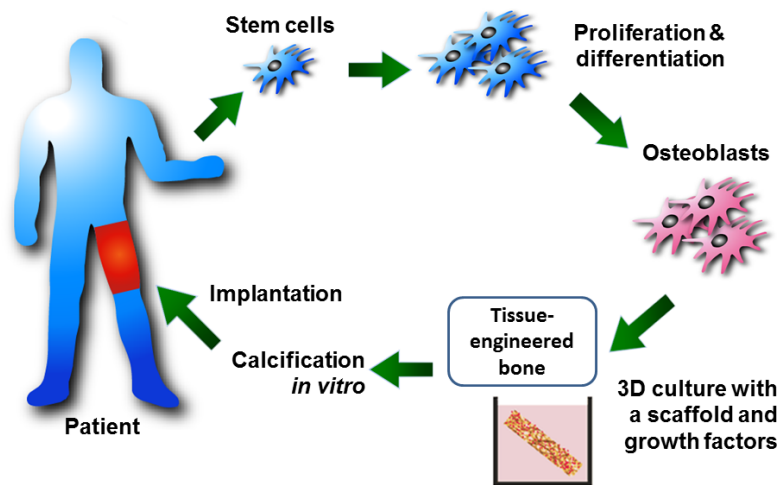 Stem cells
Proliferation &
differentiation
Osteoblasts
3D culture with
a scaffold and
growth factors
Tissue-
engineered
bone
Calcification
in vitro
Implantation
Patient